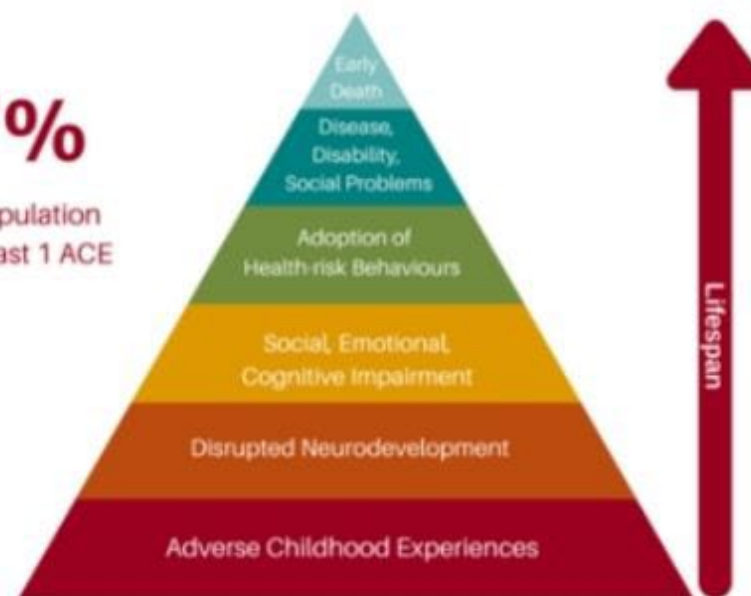 %
pulation
ast 1 ACE
Early
Death
Disease,
Disability,
Social Problems
Adoption of
Health-risk Behaviours
Social, Emotional,
Cognitive Impairment
Disrupted Neurodevelopment
Adverse Childhood Experiences
Lifespan